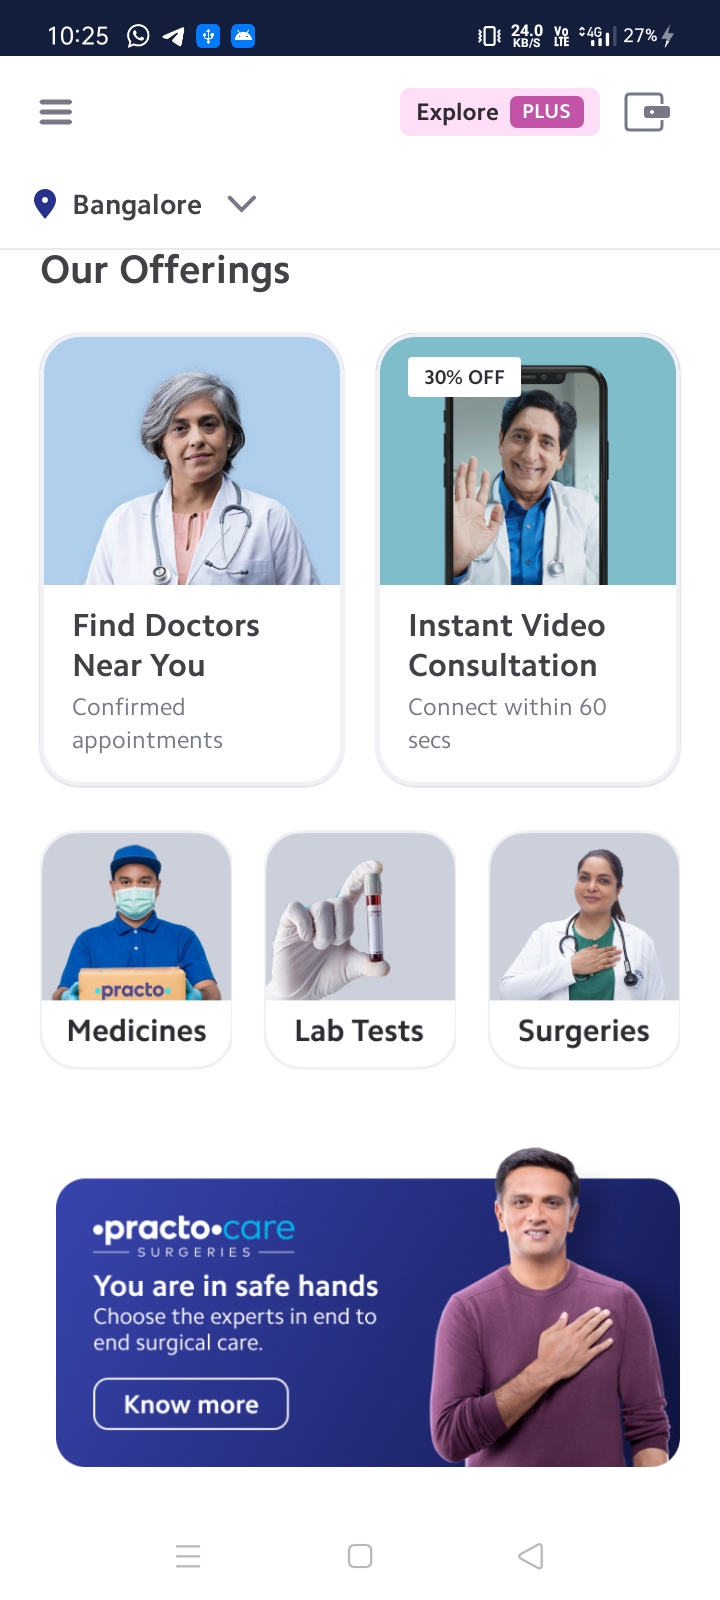 10:25
24.0
KB/S
Vo
LTE
4G
27%
Explore PLUS
Bangalore
Our Offerings
30% OFF
Find Doctors
Near You
Confirmed
appointments
Instant Video
Consultation
Connect within 60
secs
practo
Medicines
Lab Tests
Surgeries
•practo•care
SURGERIES
You are in safe hands
Choose the experts in end to
end surgical care.
Know more